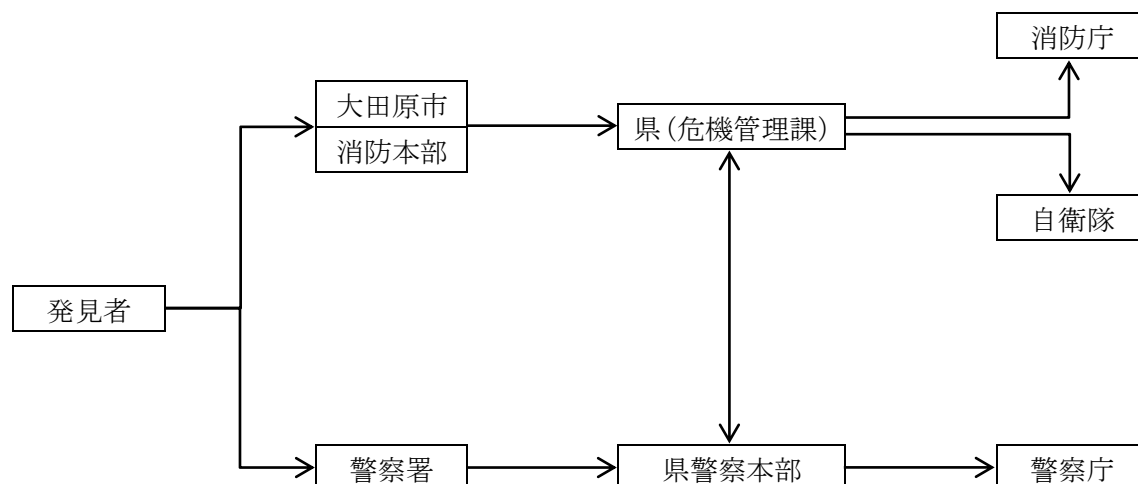 消防庁
大田原市
消防本部
県(危機管理課)
自衛隊
発見者
警察署
県警察本部
警察庁